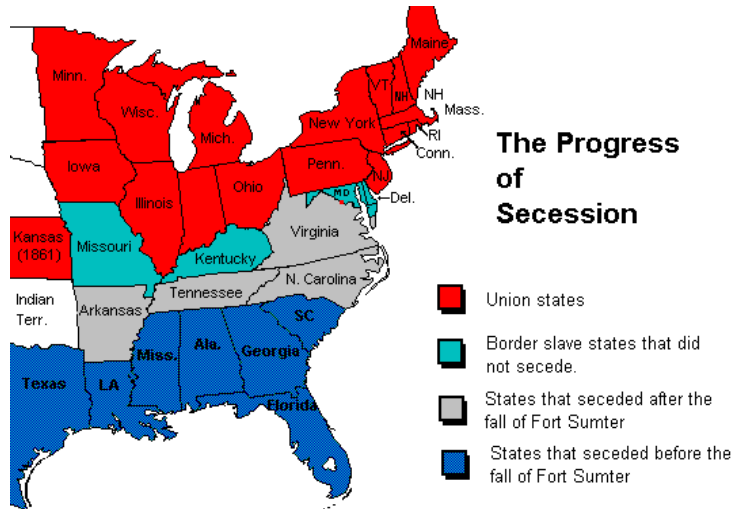 Maine
Minn.
VT
NH
NH
Wisc.
Mass.
New York
Mich.
RI
Conn.
The Progress
of
Secession
Iowa
Penn.
NJ
Ohio
Illinois
MD
Del.
Kansas
(1861)
Missouri
Virginia
Kentucky
N. Carolina
Tennessee
Indian
Terr.
Arkansas
SC
Miss.
Ala.
Georgia
Texas
LA
Florida
Union states
Border slave states that did
not secede.
States that seceded after the
fall of Fort Sumter
States that seceded before the
fall of Fort Sumter